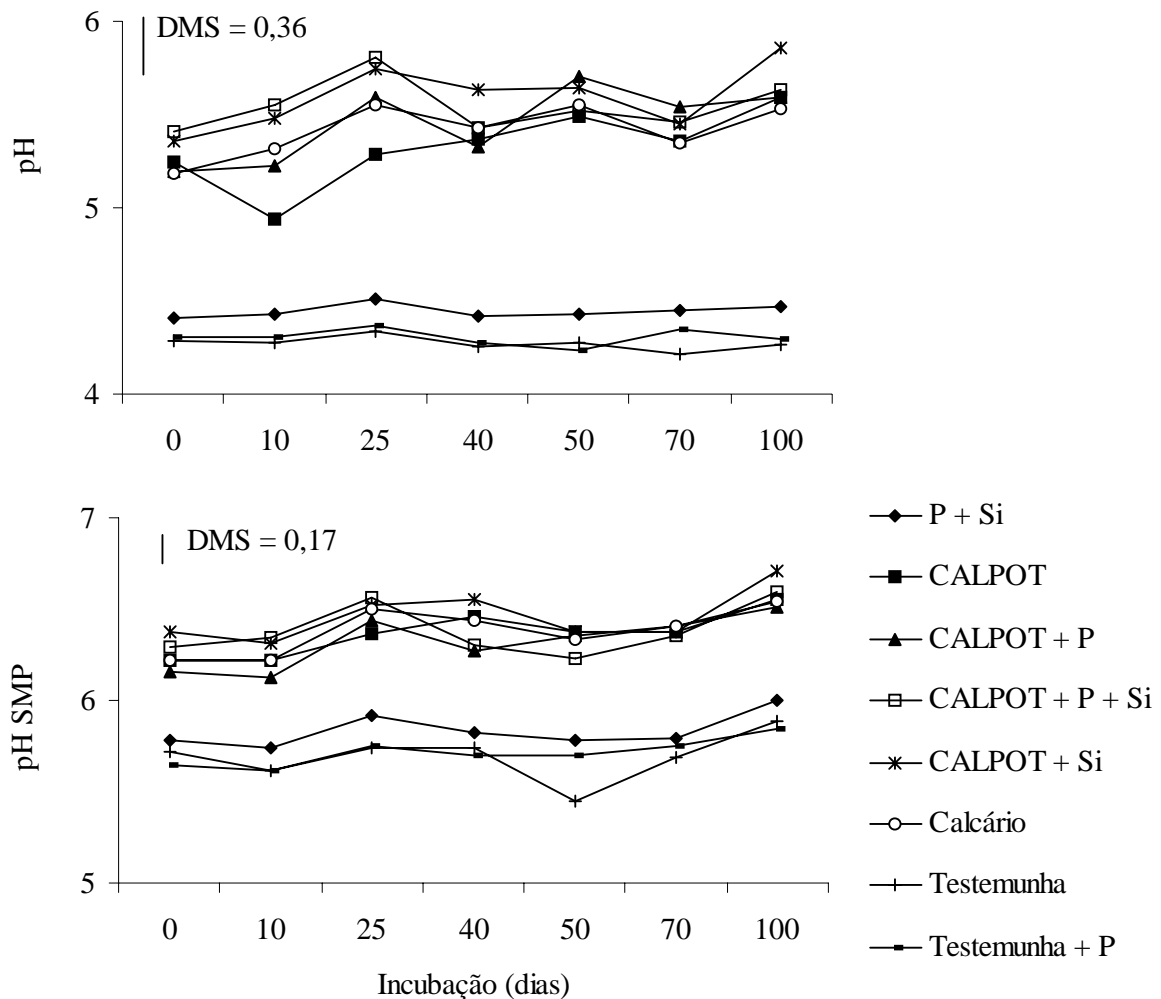 6
DMS = 0,36
pH
5
4
0 10 25 40 50 70 100
7
DMS = 0,17
pH SMP
6
5
0 10 25 40 50 70 100
Incubação (dias)
P + Si
CALPOT
CALPOT + P
CALPOT + P + Si
CALPOT + Si
Calcário
Testemunha
Testemunha + P